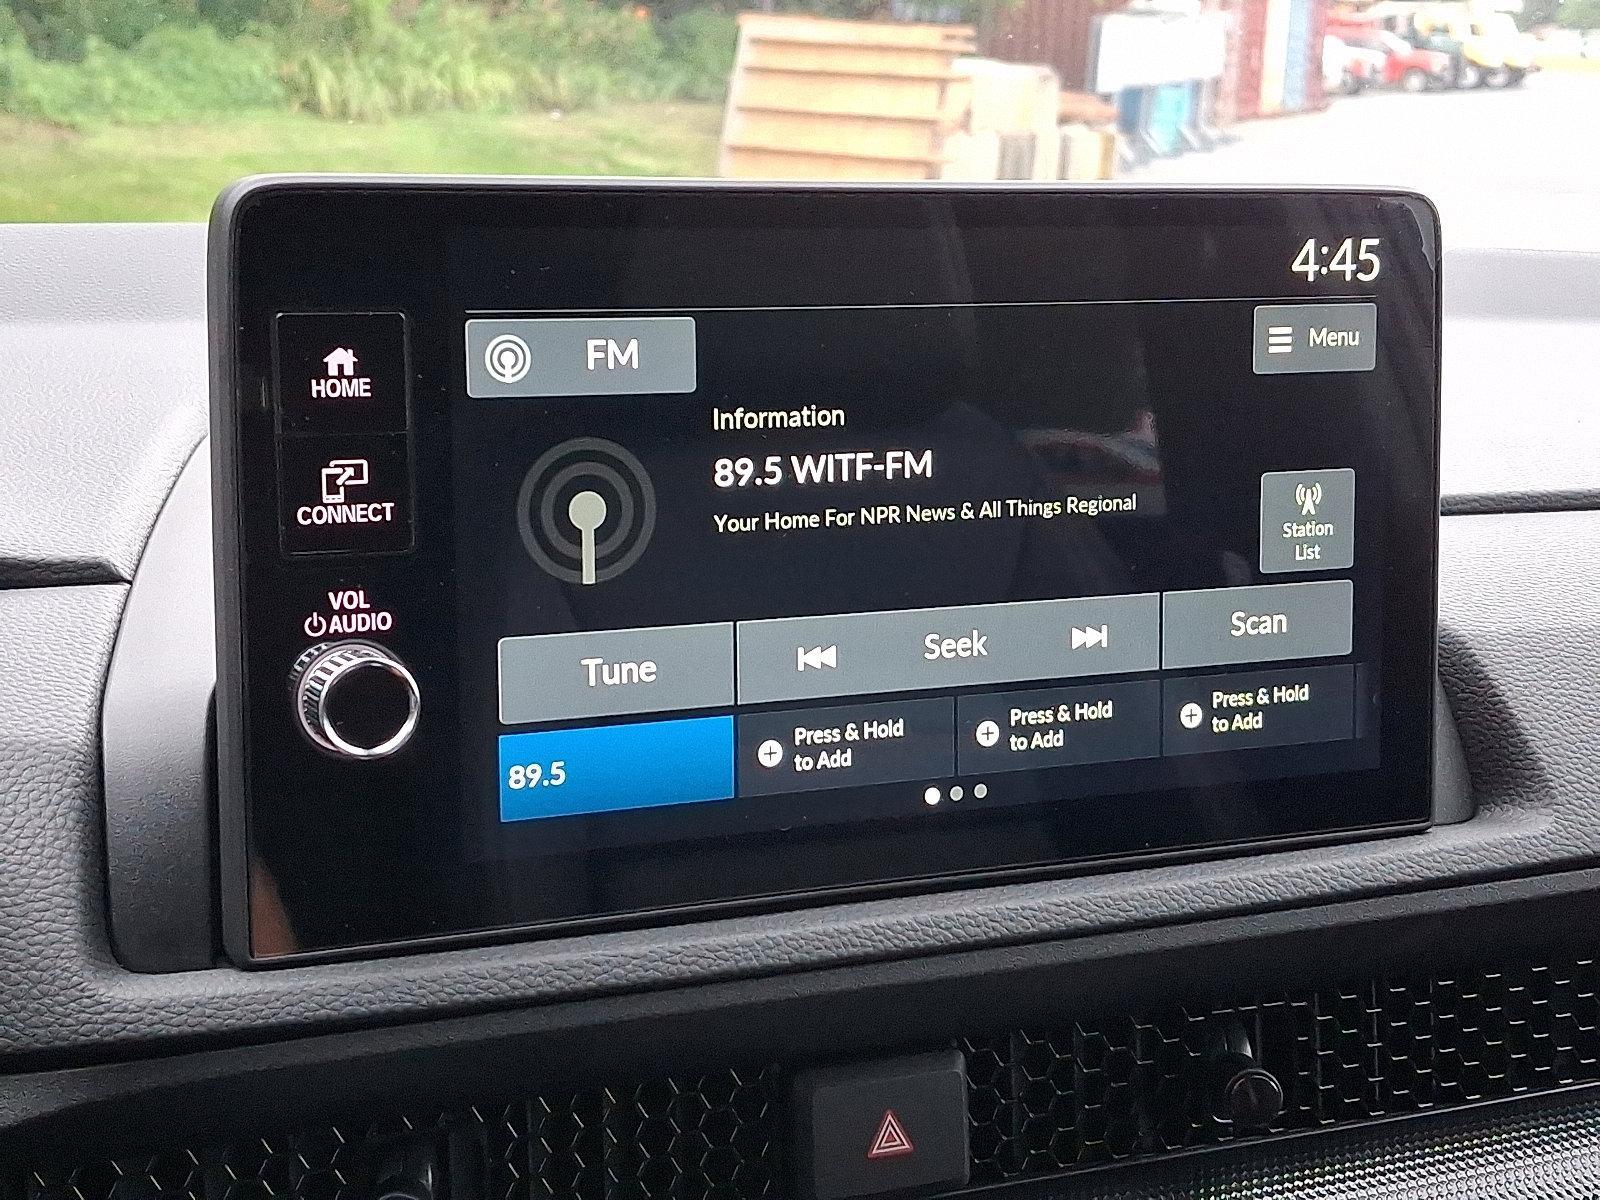 4:45
HOME
FM
Menu
Information
89.5 WITF-FM
Your Home For NPR News & All Things Regional
CONNECT
Station
List
VOL
AUDIO
Tune
Seek
Scan
89.5
Press & Hold
to Add
Press & Hold
to Add
Press & Hold
to Add